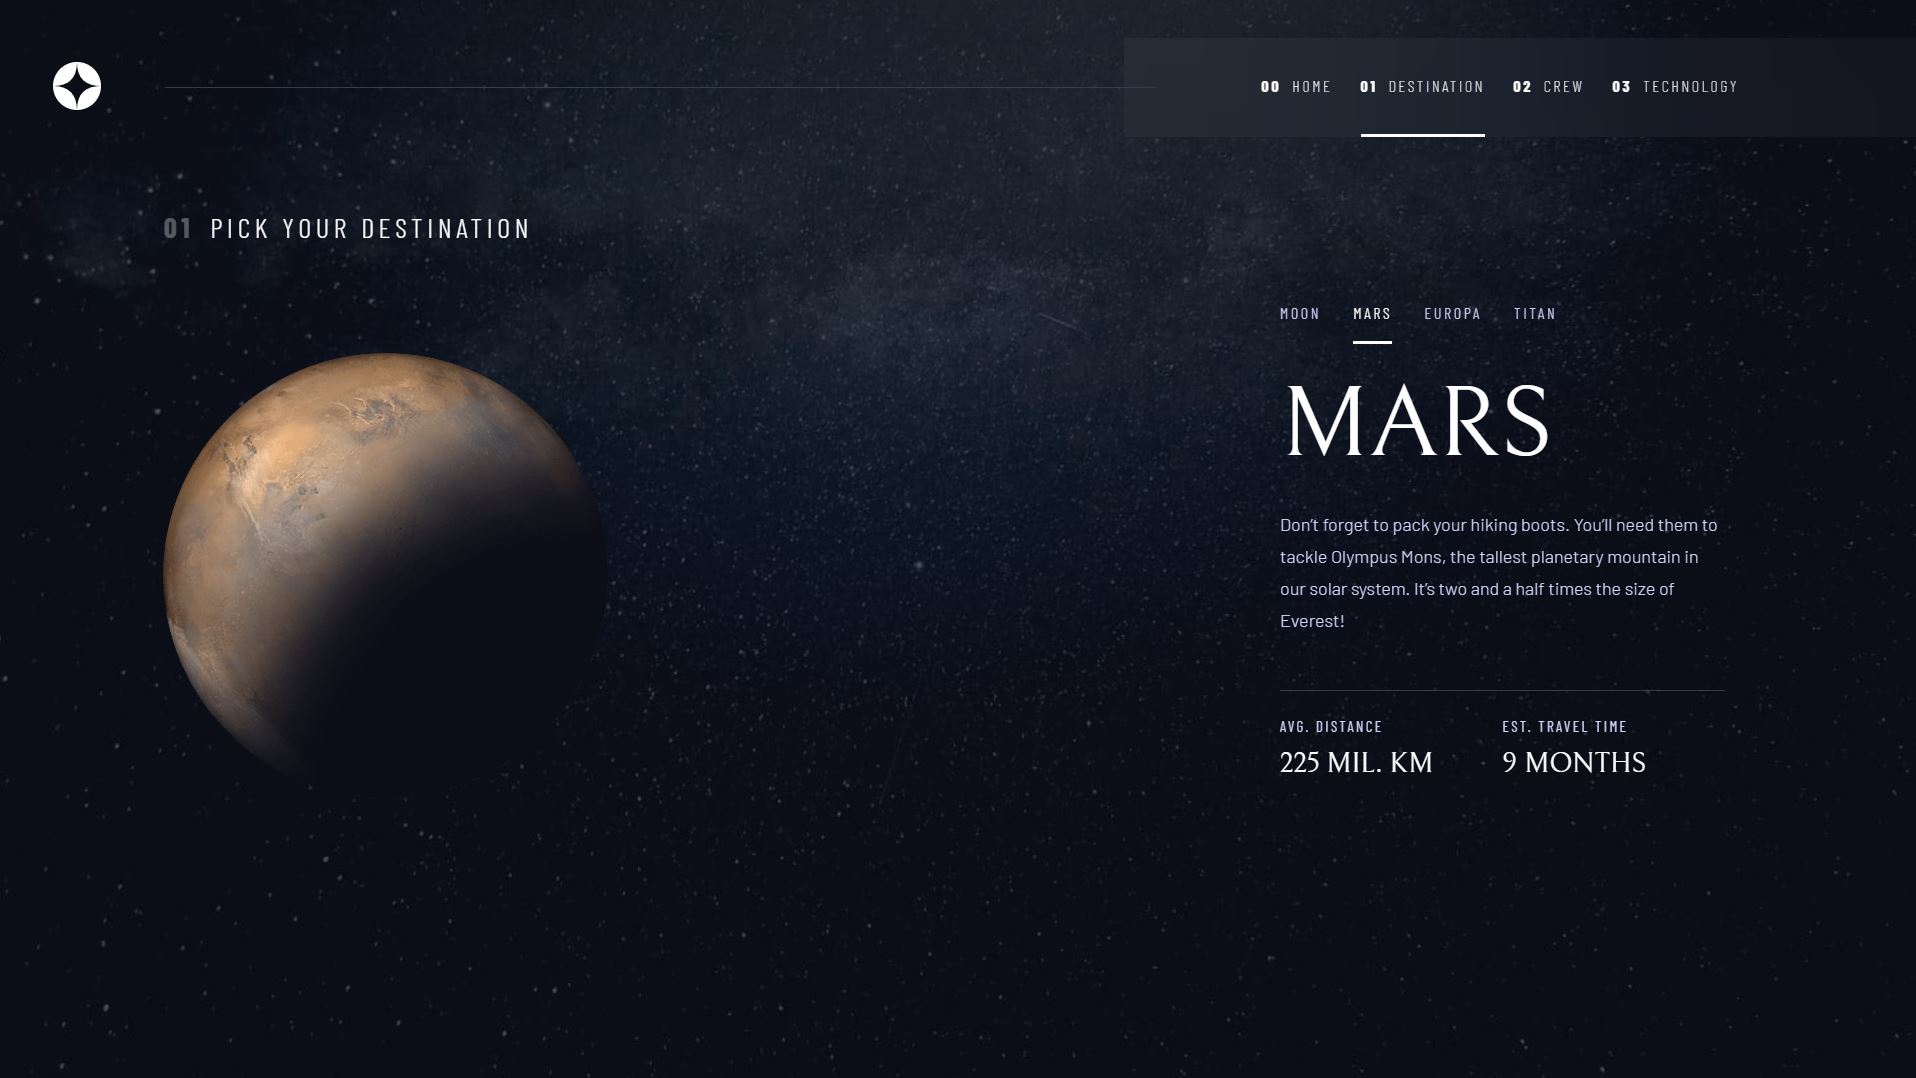 00 HOME 01 DESTINATION 02 CREW 03 TECHNOLOGY
01 PICK YOUR DESTINATION
MOON MARS EUROPA TITAN
MARS
Don’t forget to pack your hiking boots. You’ll need them to
tackle Olympus Mons, the tallest planetary mountain in
our solar system. It’s two and a half times the size of
Everest!
AVG. DISTANCE EST. TRAVEL TIME
225 MIL. KM 9 MONTHS